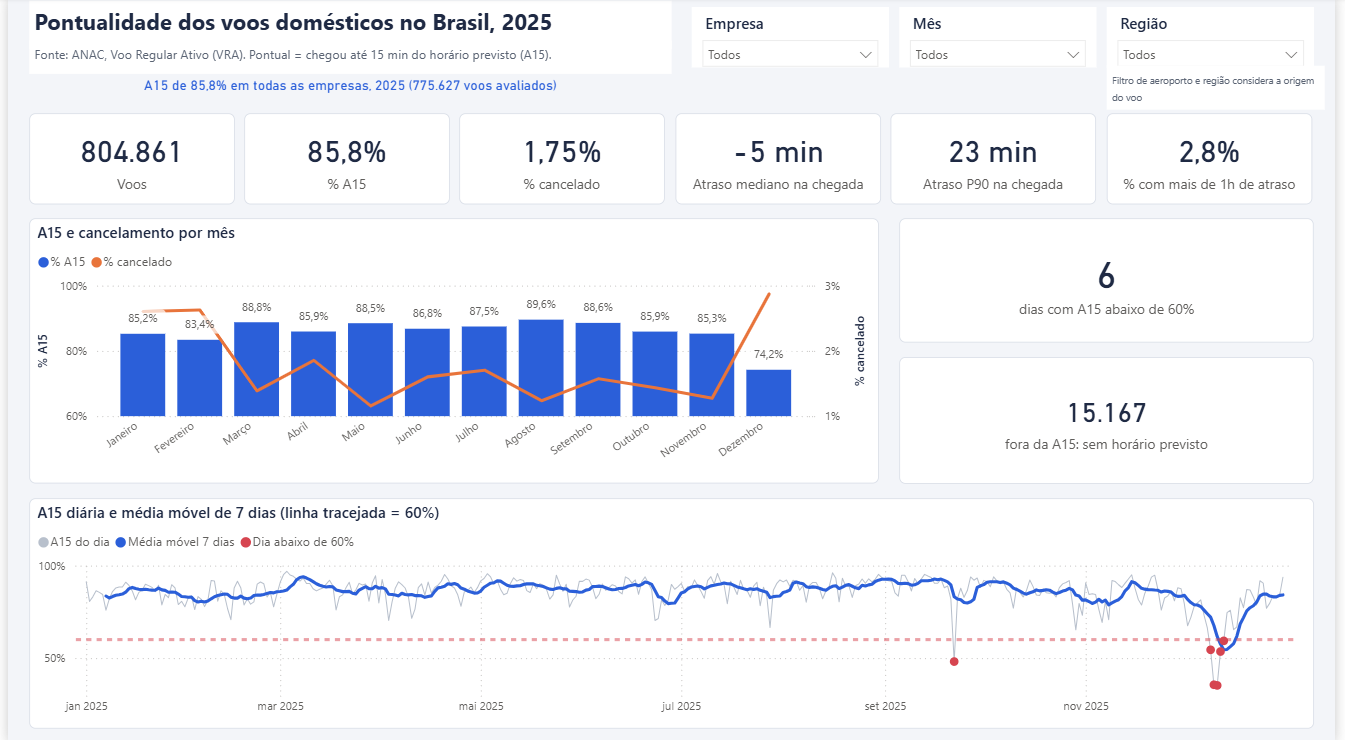 Pontualidade dos voos domésticos no Brasil, 2025
Fonte: ANAC, Voo Regular Ativo (VRA). Pontual = chegou até 15 min do horário previsto (A15).
A15 de 85,8% em todas as empresas, 2025 (775.627 voos avaliados)
Empresa
Todos
Mês
Todos
Região
Todos
Filtro de aeroporto e região considera a origem
do voo
804.861
Voos
85,8%
% A15
1,75%
% cancelado
-5 min
Atraso mediano na chegada
23 min
Atraso P90 na chegada
2,8%
% com mais de 1h de atraso
A15 e cancelamento por mês
% A15 % cancelado
% A15
100%
80%
60%
85,2%
83,4%
88,8%
85,9%
88,5%
86,8%
87,5%
89,6%
88,6%
85,9%
85,3%
74,2%
3%
2%
1%
% cancelado
Janeiro
Fevereiro
Março
Abril
Maio
Junho
Julho
Agosto
Setembro
Outubro
Novembro
Dezembro
6
dias com A15 abaixo de 60%
15.167
fora da A15: sem horário previsto
A15 diária e média móvel de 7 dias (linha tracejada = 60%)
A15 do dia Média móvel 7 dias Dia abaixo de 60%
100%
50%
jan 2025
mar 2025
mai 2025
jul 2025
set 2025
nov 2025